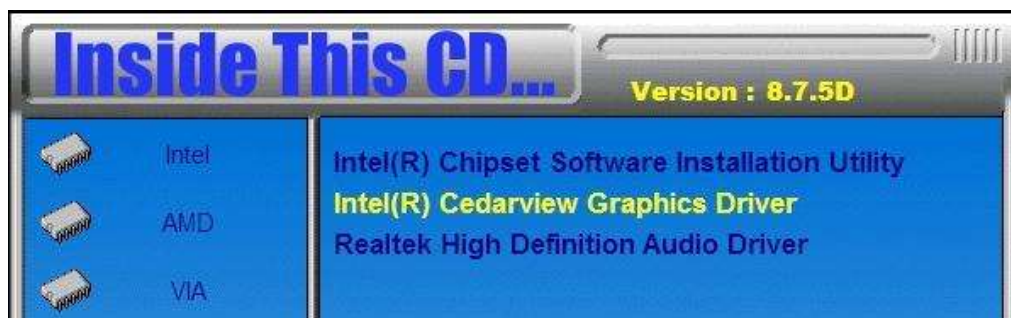 Inside This CD...
Version : 8.7.5D
Intel
AMD
VIA
Intel(R) Chipset Software Installation Utility
Intel(R) Cedarview Graphics Driver
Realtek High Definition Audio Driver